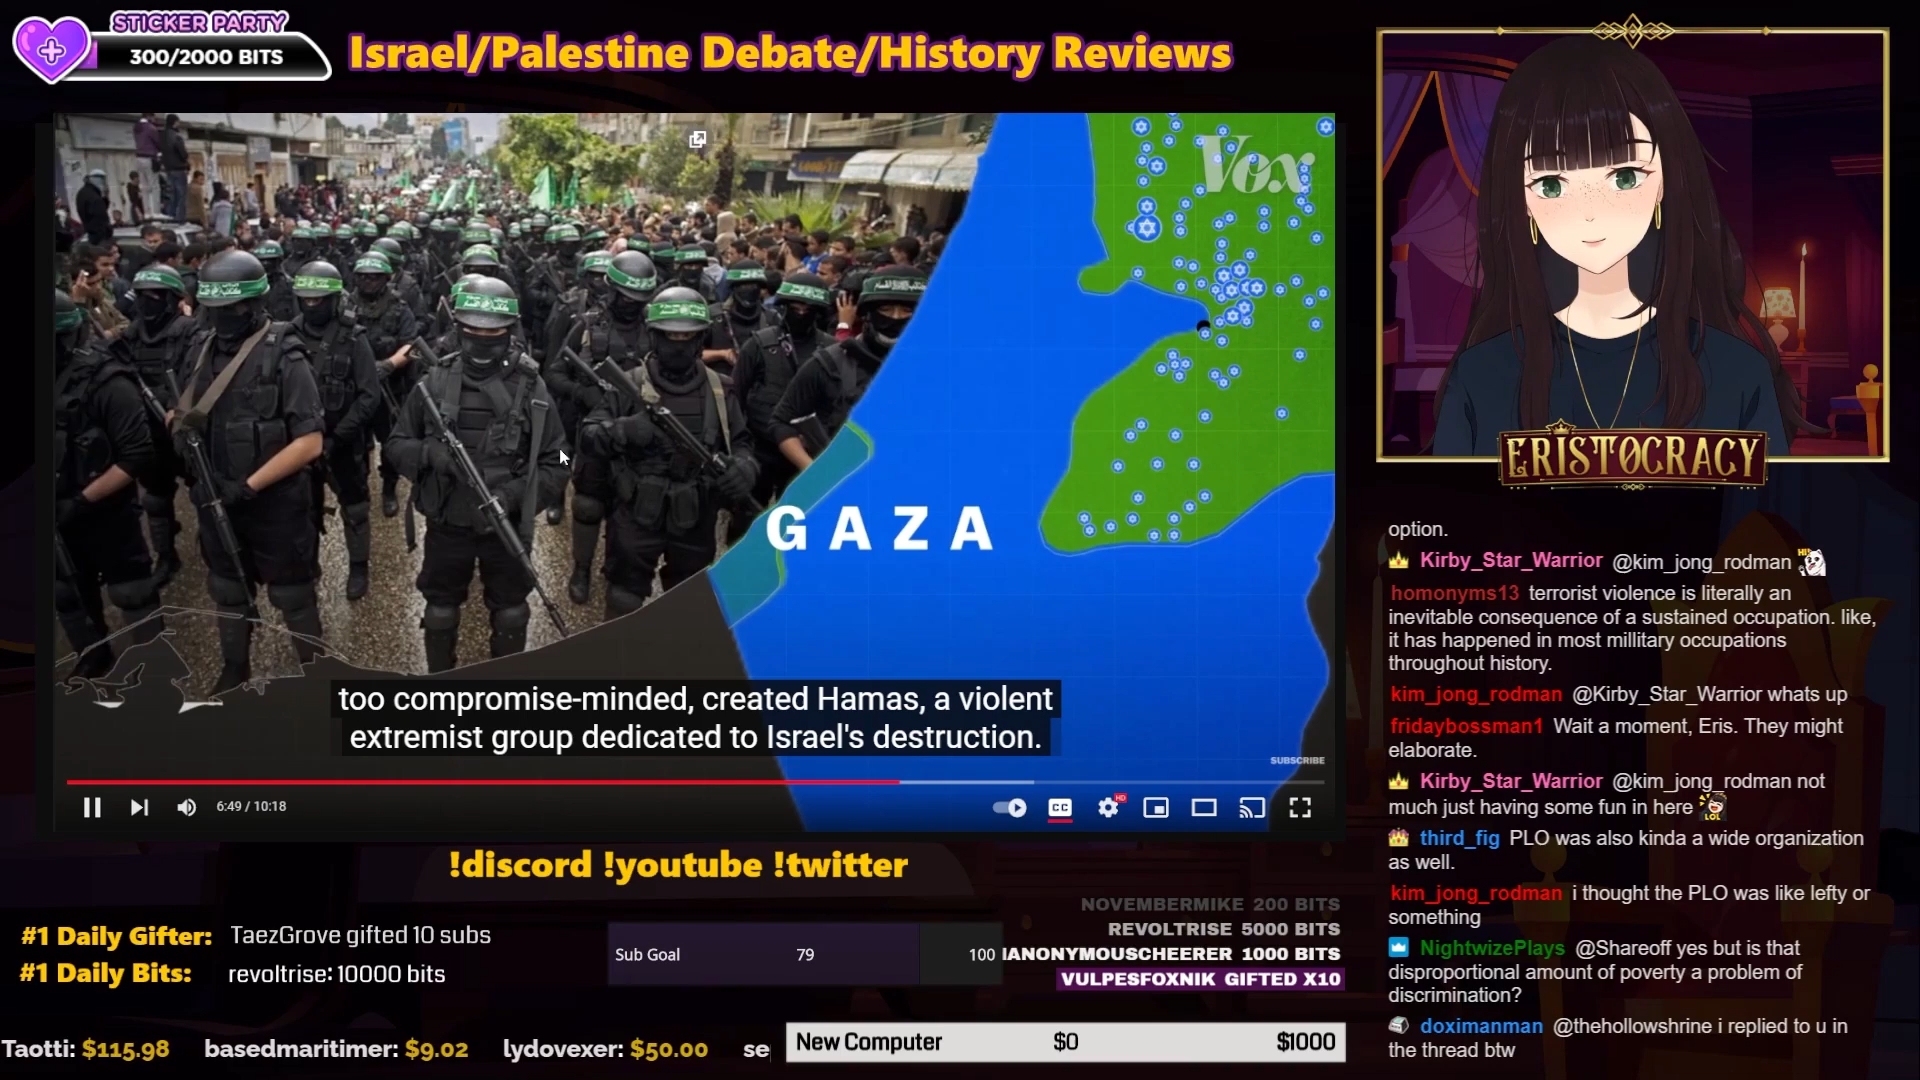 STICKER PARTY
300/2000 BITS
Israel/Palestine Debate/History Reviews
Vox
GAZA
too compromise-minded, created Hamas, a violent
extremist group dedicated to Israel's destruction.
SUBSCRIBE
6:49 / 10:18
CC
HD
!discord !youtube !twitter
#1 Daily Gifter: TaezGrove gifted 10 subs
#1 Daily Bits: revoltrise: 10000 bits
Sub Goal 79 100
NOVEMBERMIKE 200 BITS
REVOLTRISE 5000 BITS
ANONYMOUSCHEERER 1000 BITS
VULPESFOXNIK GIFTED X10
Taotti: $115.98 basedmaritimer: $9.02 lydovexer: $50.00 se
New Computer $0 $1000
ERISTOCRACY
option.
Kirby_Star_Warrior @kim_jong_rodman
homonyms13 terrorist violence is literally an
inevitable consequence of a sustained occupation. like,
it has happened in most millitary occupations
throughout history.
kim_jong_rodman @Kirby_Star_Warrior whats up
fridaybossman1 Wait a moment, Eris. They might
elaborate.
Kirby_Star_Warrior @kim_jong_rodman not
much just having some fun in here
LOL
third_fig PLO was also kinda a wide organization
as well.
kim_jong_rodman i thought the PLO was like lefty or
something
NightwizePlays @Shareoff yes but is that
disproportional amount of poverty a problem of
discrimination?
doximanman @thehollowshrine i replied to u in
the thread btw